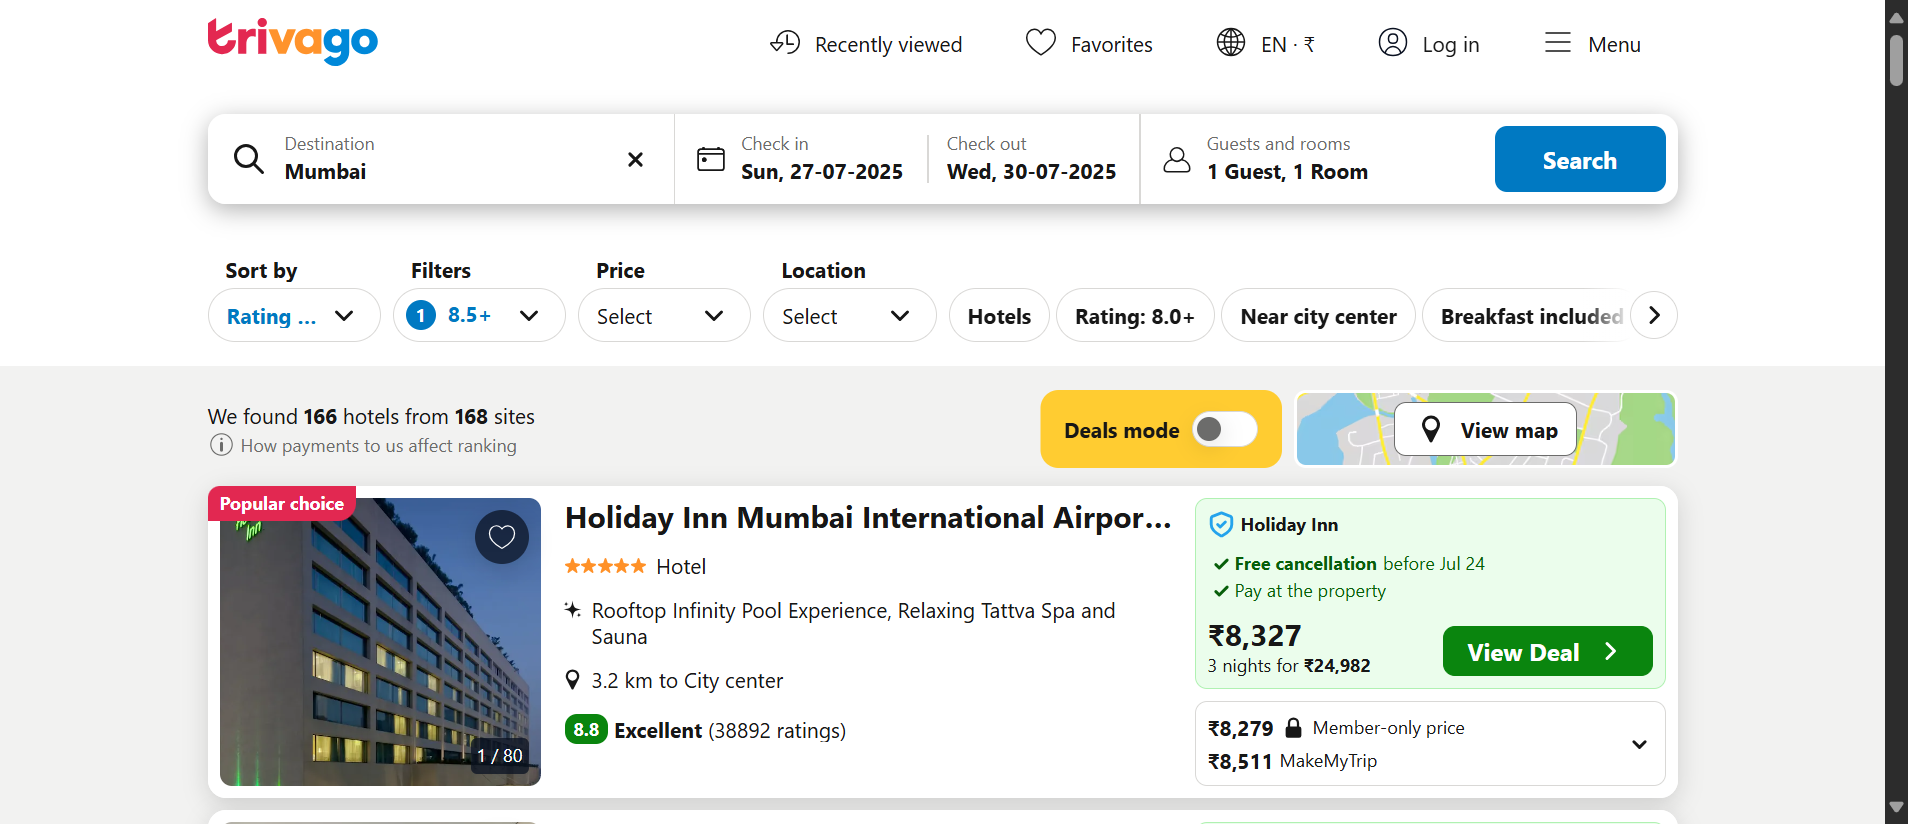 trivago
Recently viewed
Favorites
EN · ₹
Log in
Menu
Destination
Mumbai
Check in
Sun, 27-07-2025
Check out
Wed, 30-07-2025
Guests and rooms
1 Guest, 1 Room
Search
Sort by
Rating ...
Filters
1 8.5+
Price
Select
Location
Select
Hotels
Rating: 8.0+
Near city center
Breakfast included
We found 166 hotels from 168 sites
How payments to us affect ranking
Deals mode
View map
Popular choice
Inn
1 / 80
Holiday Inn Mumbai International Airpor...
Hotel
Rooftop Infinity Pool Experience, Relaxing Tattva Spa and
Sauna
3.2 km to City center
8.8 Excellent (38892 ratings)
Holiday Inn
Free cancellation before Jul 24
Pay at the property
₹8,327
3 nights for ₹24,982
View Deal
₹8,279 Member-only price
₹8,511 MakeMyTrip